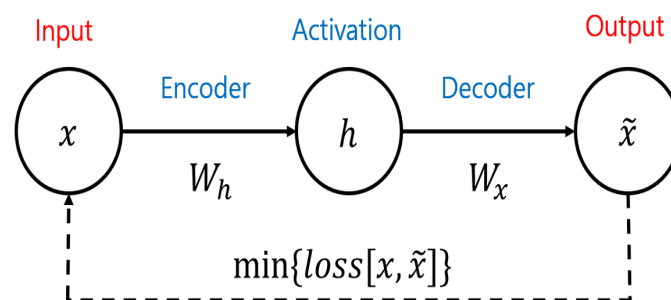 Input
Activation
Output
Encoder
Decoder
x
h
x̃
W_h
W_x
min{loss[x, x̃]}